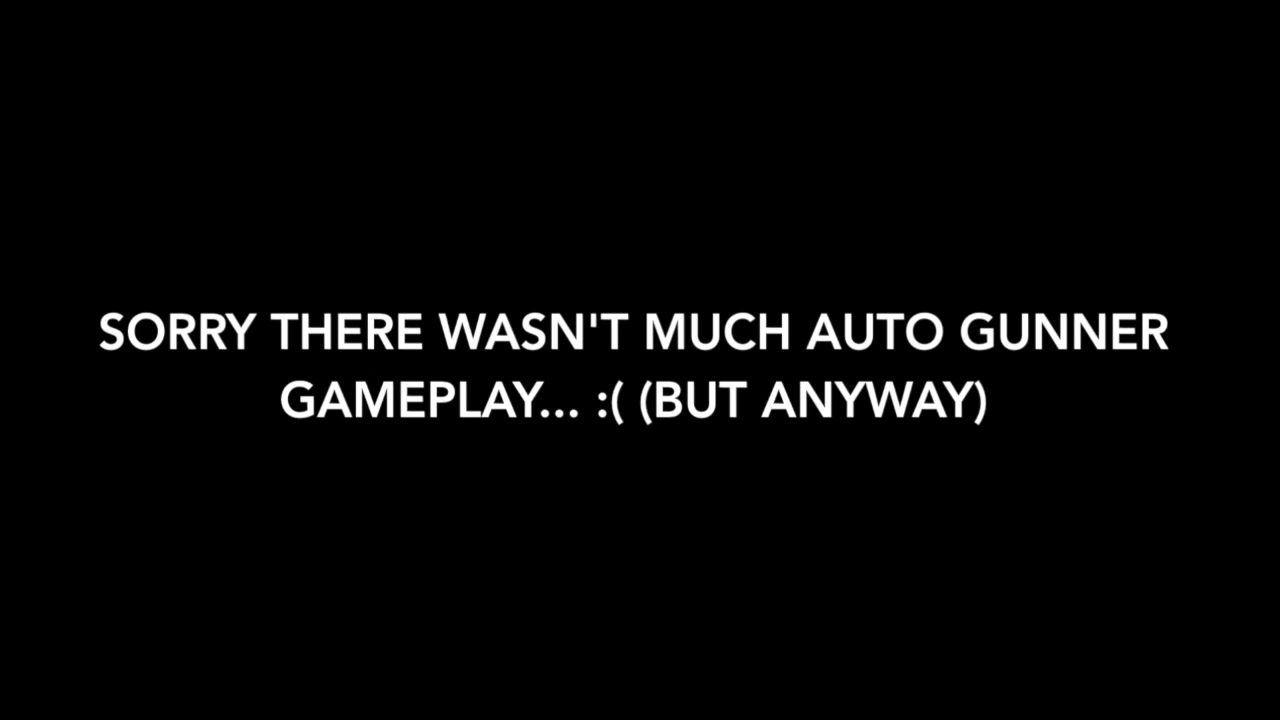 SORRY THERE WASN'T MUCH AUTO GUNNER
GAMEPLAY... :( (BUT ANYWAY)